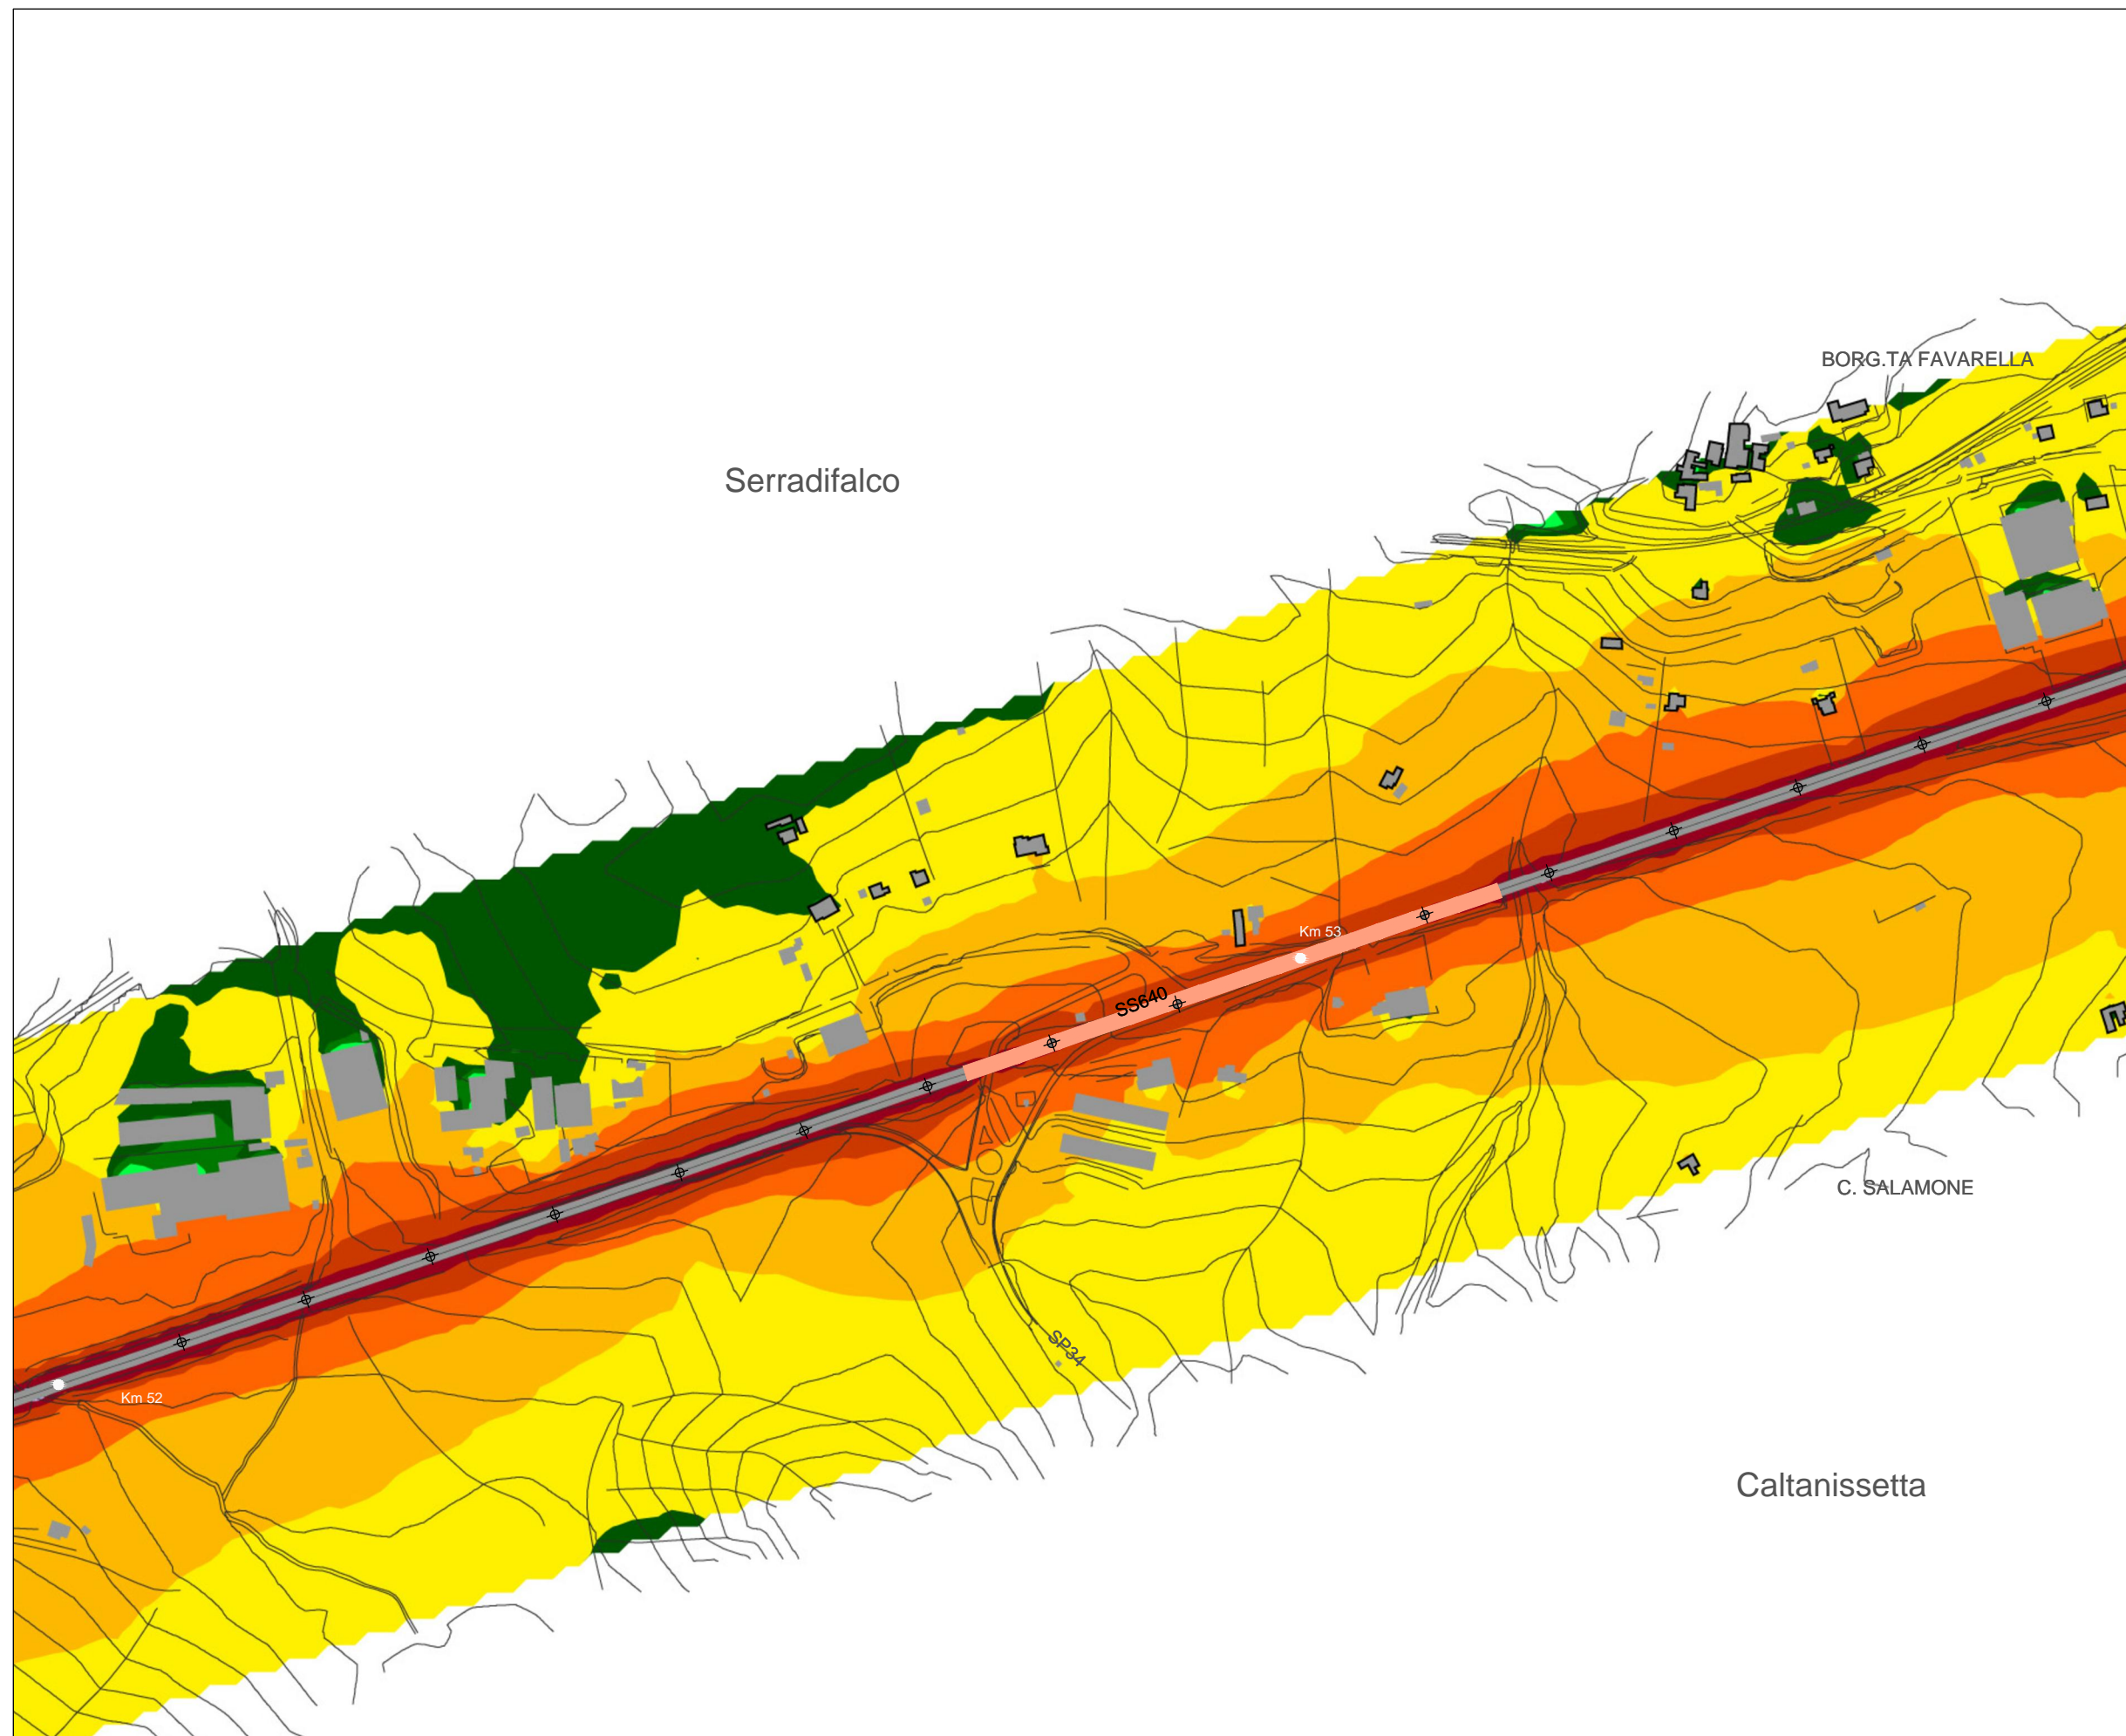 BORG.TA FAVARELLA
Serradifalco
Km 53
SS640
C. SALAMONE
SP34
Km 52
Caltanissetta